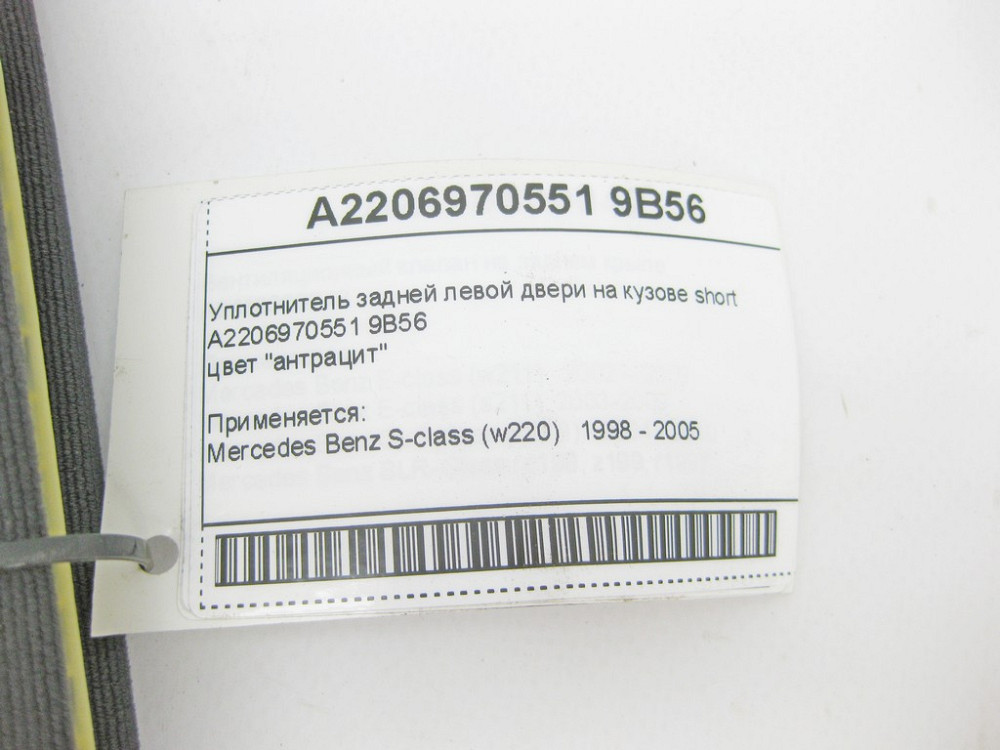 A2206970551 9B56
Уплотнитель задней левой двери на кузове short
A2206970551 9B56
цвет "антрацит"
Применяется:
Mercedes Benz S-class (w220) 1998 - 2005